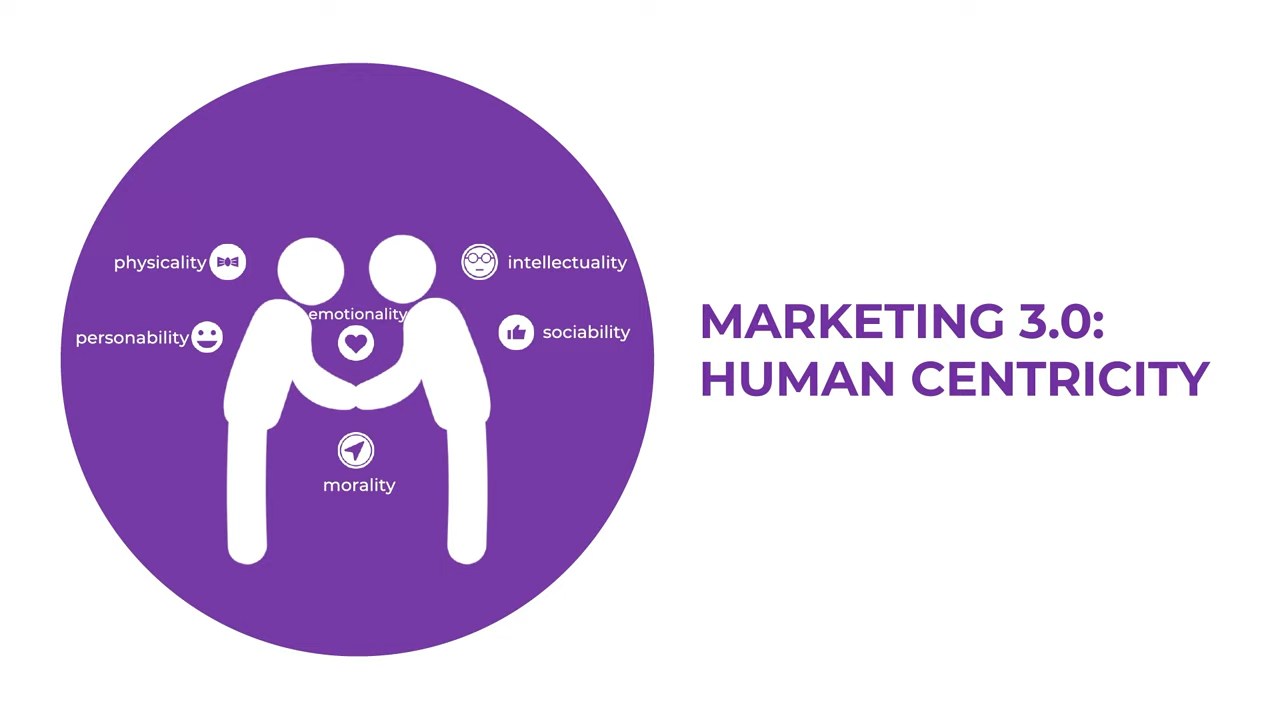 physicality
intellectuality
emotionality
personability
sociability
morality
MARKETING 3.0:
HUMAN CENTRICITY